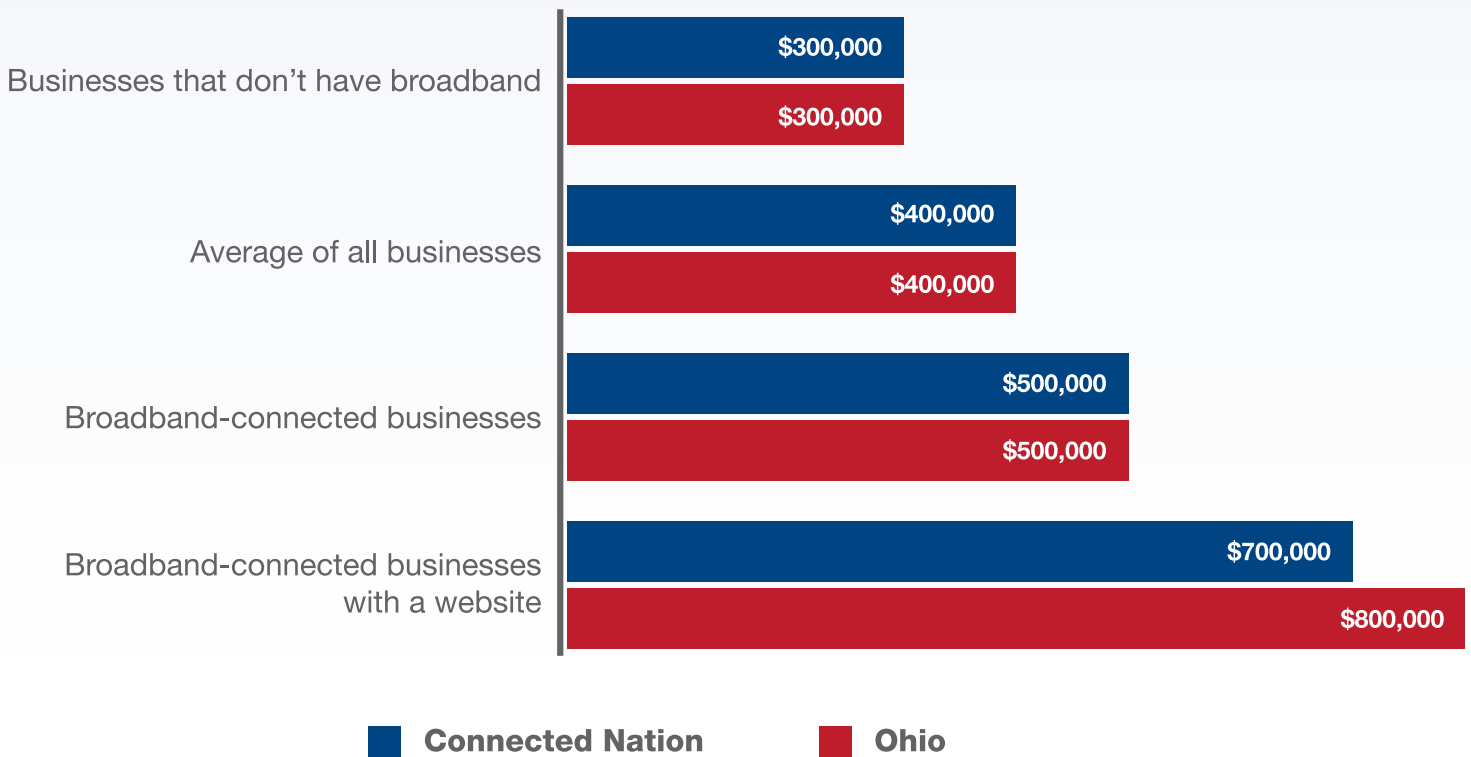 $300,000
Businesses that don’t have broadband
$300,000
$400,000
Average of all businesses
$400,000
$500,000
Broadband-connected businesses
$500,000
$700,000
Broadband-connected businesses
with a website
$800,000
Connected Nation
Ohio